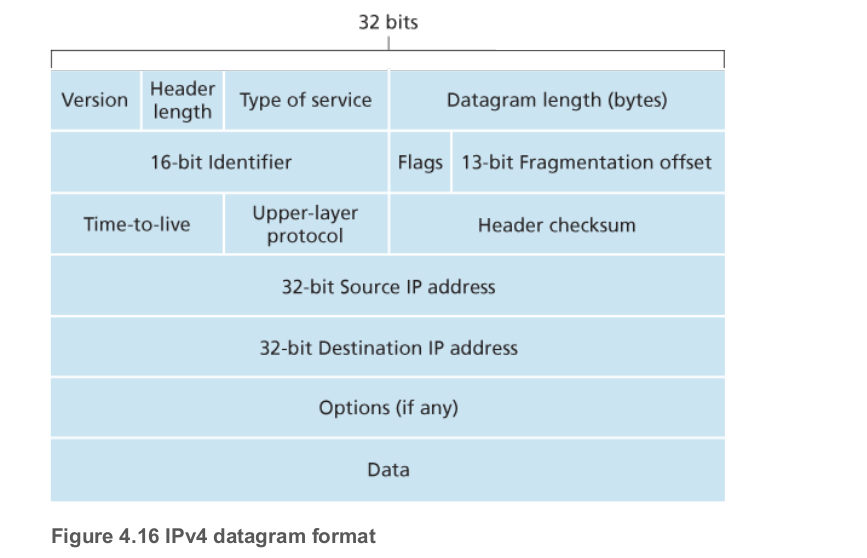 32 bits
Version
Header
length
Type of service
Datagram length (bytes)
16-bit Identifier
Flags
13-bit Fragmentation offset
Time-to-live
Upper-layer
protocol
Header checksum
32-bit Source IP address
32-bit Destination IP address
Options (if any)
Data
Figure 4.16 IPv4 datagram format